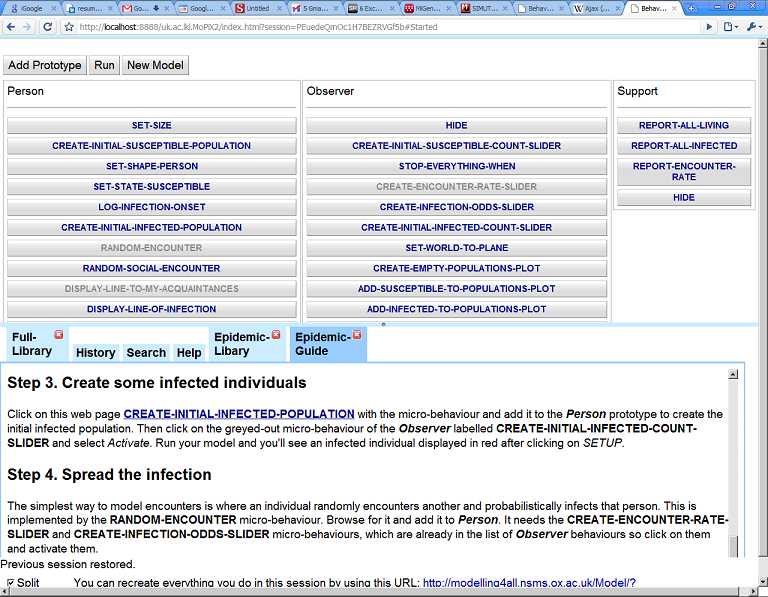 iGoogle
resum...
Goo...
Googl...
Untitled
5 Gma...
6 Exc...
MiGen...
SIMUT...
Behav...
Ajax (...
Behav...
http://localhost:8888/uk.ac.lkl.MoPiX2/index.html?session=PEuedeQmOc1H7BEZRVGf5b#Started
Add Prototype
Run
New Model
Person
SET-SIZE
CREATE-INITIAL-SUSCEPTIBLE-POPULATION
SET-SHAPE-PERSON
SET-STATE-SUSCEPTIBLE
LOG-INFECTION-ONSET
CREATE-INITIAL-INFECTED-POPULATION
RANDOM-ENCOUNTER
RANDOM-SOCIAL-ENCOUNTER
DISPLAY-LINE-TO-MY-ACQUAINTANCES
DISPLAY-LINE-OF-INFECTION
Observer
HIDE
CREATE-INITIAL-SUSCEPTIBLE-COUNT-SLIDER
STOP-EVERYTHING-WHEN
CREATE-ENCOUNTER-RATE-SLIDER
CREATE-INFECTION-ODDS-SLIDER
CREATE-INITIAL-INFECTED-COUNT-SLIDER
SET-WORLD-TO-PLANE
CREATE-EMPTY-POPULATIONS-PLOT
ADD-SUSCEPTIBLE-TO-POPULATIONS-PLOT
ADD-INFECTED-TO-POPULATIONS-PLOT
Support
REPORT-ALL-LIVING
REPORT-ALL-INFECTED
REPORT-ENCOUNTER-
RATE
HIDE
Full-
Library
History
Search
Help
Epidemic-
Libary
Epidemic-
Guide
Step 3. Create some infected individuals
Click on this web page CREATE-INITIAL-INFECTED-POPULATION with the micro-behaviour and add it to the Person prototype to create the
initial infected population. Then click on the greyed-out micro-behaviour of the Observer labelled CREATE-INITIAL-INFECTED-COUNT-
SLIDER and select Activate. Run your model and you'll see an infected individual displayed in red after clicking on SETUP.
Step 4. Spread the infection
The simplest way to model encounters is where an individual randomly encounters another and probabilistically infects that person. This is
implemented by the RANDOM-ENCOUNTER micro-behaviour. Browse for it and add it to Person. It needs the CREATE-ENCOUNTER-RATE-
SLIDER and CREATE-INFECTION-ODDS-SLIDER micro-behaviours, which are already in the list of Observer behaviours so click on them
and activate them.
Previous session restored.
Split
You can recreate everything you do in this session by using this URL: http://modelling4all.nsms.ox.ac.uk/Model/?